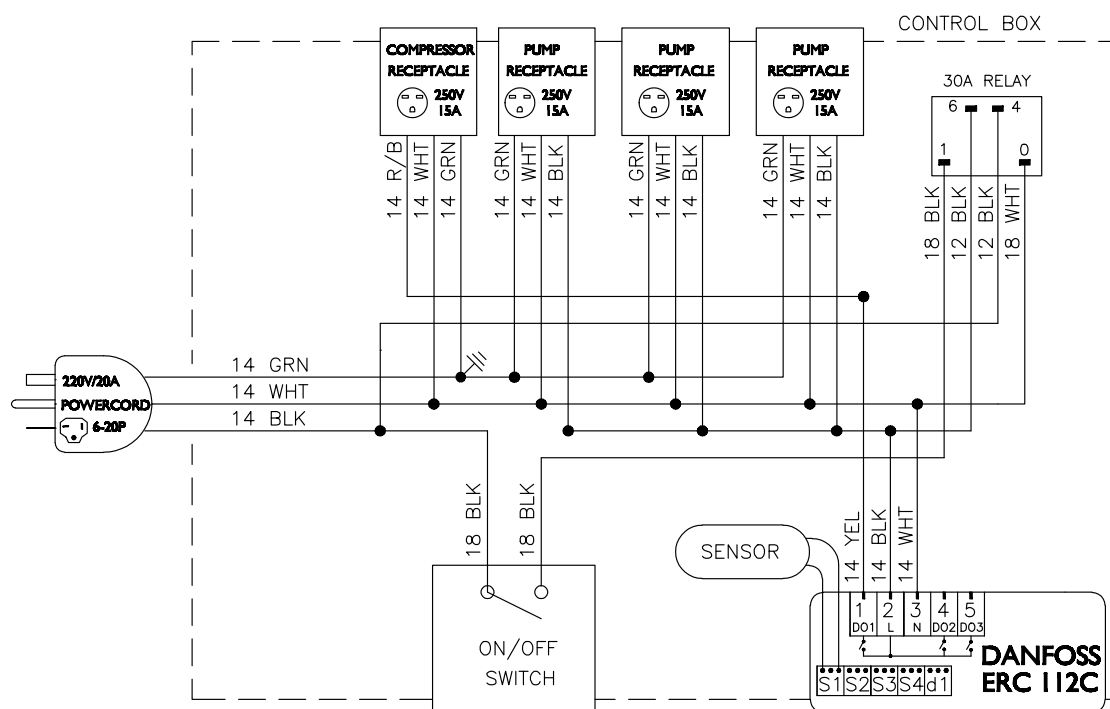 CONTROL BOX
COMPRESSOR
RECEPTACLE
250V
15A
PUMP
RECEPTACLE
250V
15A
PUMP
RECEPTACLE
250V
15A
PUMP
RECEPTACLE
250V
15A
30A RELAY
6
4
1
0
14 R/B
14 WHT
14 GRN
14 GRN
14 WHT
14 BLK
14 GRN
14 WHT
14 BLK
14 GRN
14 WHT
14 BLK
18 BLK
12 BLK
12 BLK
18 WHT
220V/20A
POWERCORD
6-20P
14 GRN
14 WHT
14 BLK
18 BLK
18 BLK
ON/OFF
SWITCH
SENSOR
14 YEL
14 BLK
14 WHT
1 2 3 4 5
DO1 L N DO2 DO3
DANFOSS
ERC 112C
S1 S2 S3 S4 d1